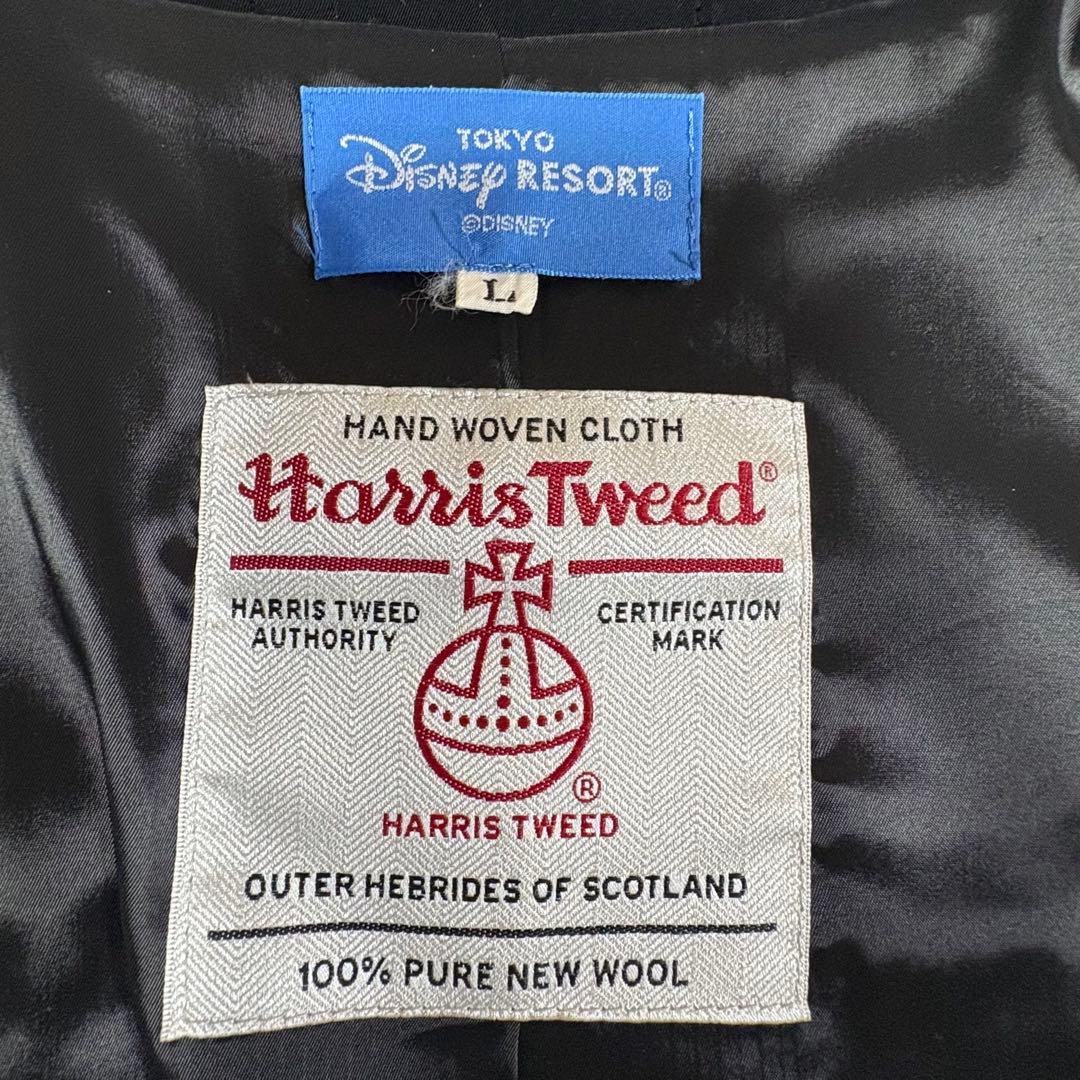 TOKYO
Disney RESORT®
©DISNEY
L
HAND WOVEN CLOTH
Harris Tweed®
HARRIS TWEED
AUTHORITY
CERTIFICATION
MARK
®
HARRIS TWEED
OUTER HEBRIDES OF SCOTLAND
100% PURE NEW WOOL